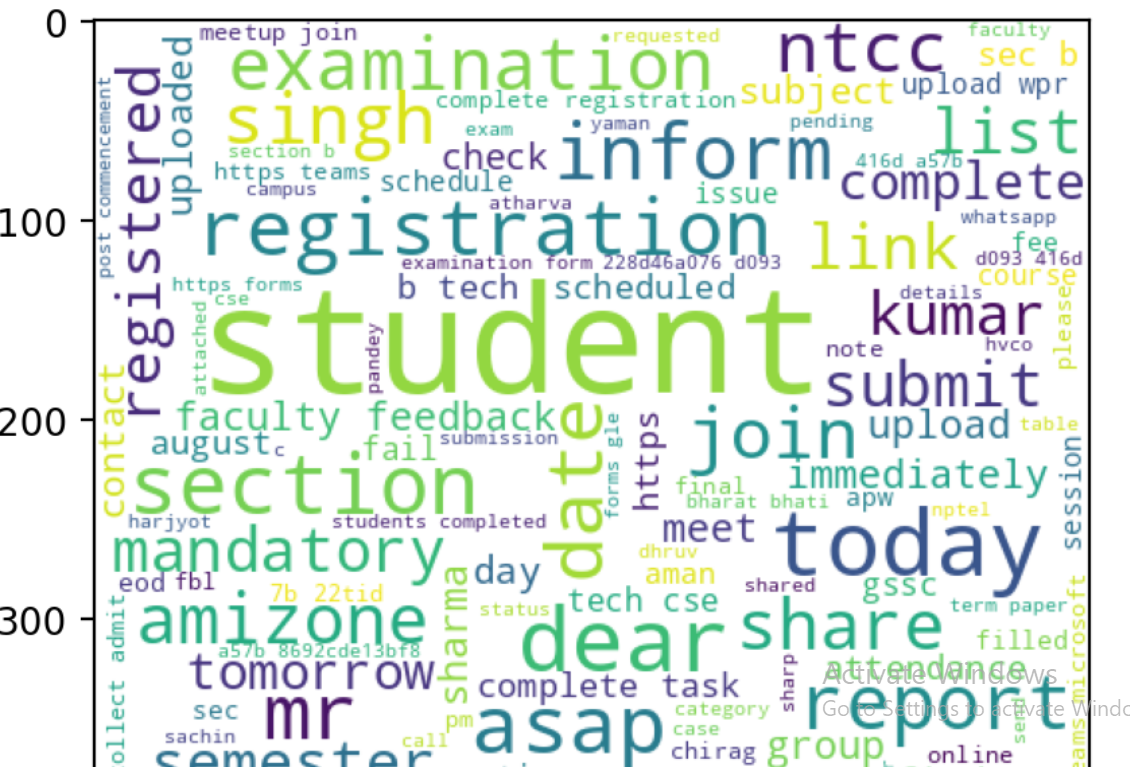 0
meetup join
requested
faculty
examination
ntcc
sec b
uploaded
registered
singh
complete registration
subject
upload wpr
exam
yaman
pending
list
section b
check
inform
416d a57b
https teams
schedule
complete
campus
issue
post commencement
atharva
whatsapp
100
registration
link
fee
examination form 228d46a076 d093
d093 416d
course
https forms
b tech
scheduled
details
cse
student
kumar
please
attached
pandey
note
hvco
submit
contact
200
faculty
feedback
date
forms gle
https
join
upload
table
august
c
fail
submission
session
section
immediately
final
bharat bhati
apw
nptel
harjyot
students completed
meet
today
mandatory
dhruv
day
aman
eod
fbl
shared
gssc
7b 22tid
sharma
status
tech cse
term paper
300
amizone
dear
share
filled
collect admit
a57b 8692cde13bf8
attendance
Activate Windows
tomorrow
complete task
sharp
report
Go to Settings to activate Windo
sec
mr
pm
asap
category
case
send
sachin
call
chirag
group
online
semester